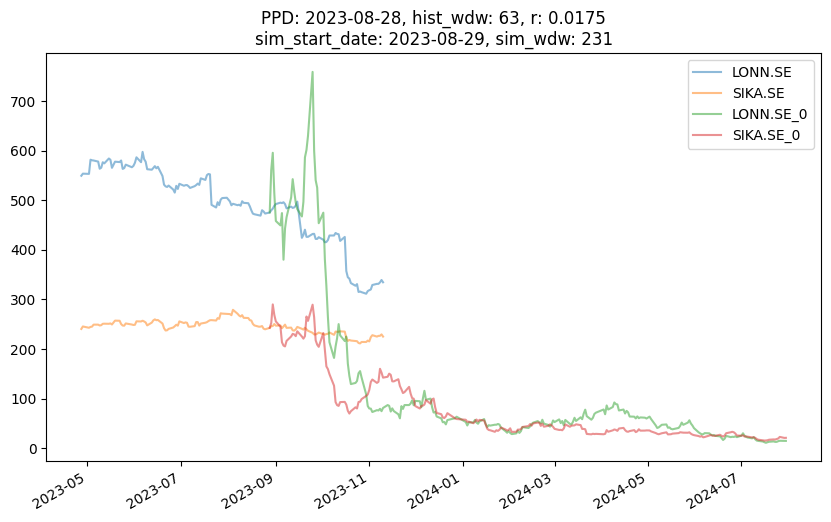 PPD: 2023-08-28, hist_wdw: 63, r: 0.0175
sim_start_date: 2023-08-29, sim_wdw: 231
LONN.SE
SIKA.SE
LONN.SE_0
SIKA.SE_0
700
600
500
400
300
200
100
0
2023-05
2023-07
2023-09
2023-11
2024-01
2024-03
2024-05
2024-07